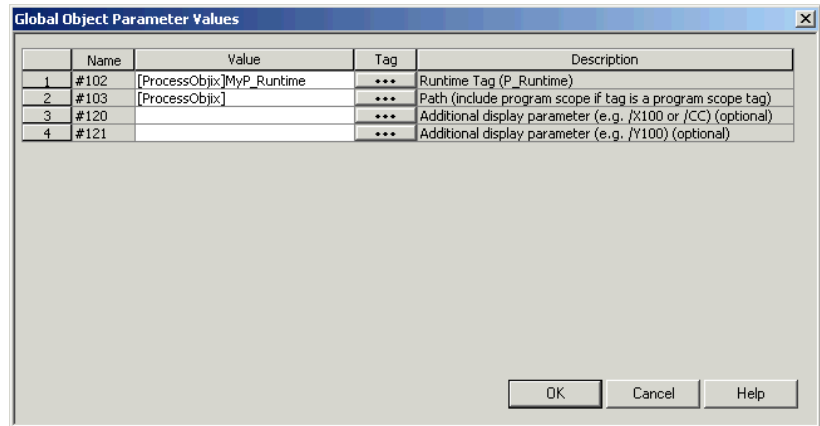 Global Object Parameter Values
Name Value Tag Description
1 #102 [ProcessObjix]MyP_Runtime ••• Runtime Tag (P_Runtime)
2 #103 [ProcessObjix] ••• Path (include program scope if tag is a program scope tag)
3 #120 ••• Additional display parameter (e.g. /X100 or /CC) (optional)
4 #121 ••• Additional display parameter (e.g. /Y100) (optional)
OK Cancel Help